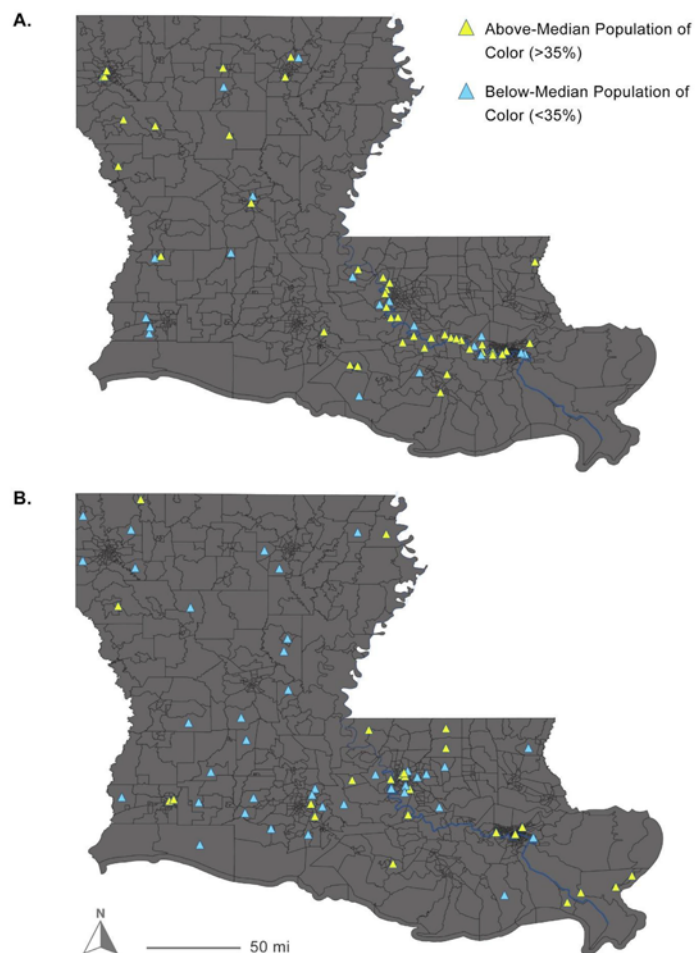 A.
Above-Median Population of
Color (>35%)
Below-Median Population of
Color (<35%)
B.
N
50 mi